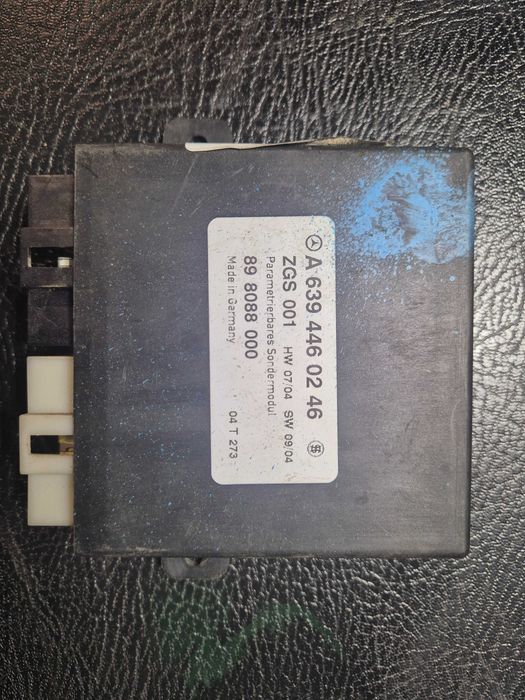 A 639 446 02 46
ZGS 001 HW 07/04 SW 09/04
Parametrierbares Sondermodul
89 8088 000
Made in Germany 04 T 273